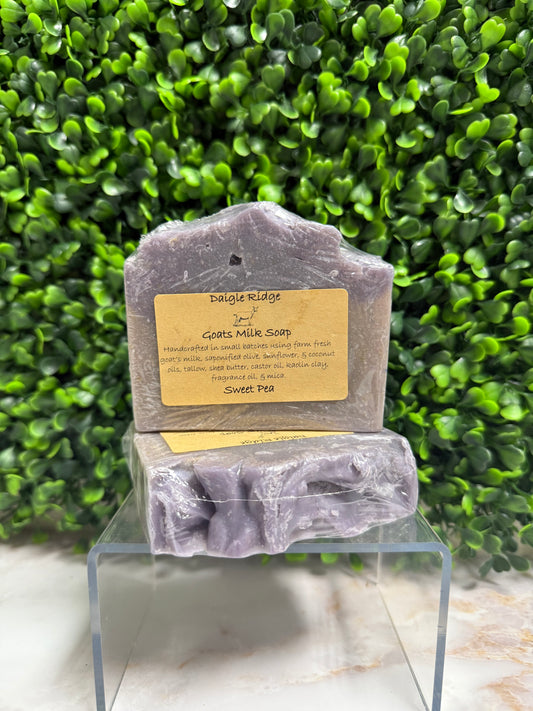 Daigle Ridge
Goats Milk Soap
Handcrafted in small batches using farm fresh
goat's milk, saponified olive, sunflower, & coconut
oils, tallow, shea butter, castor oil, kaolin clay,
fragrance oil, & mica.
Sweet Pea